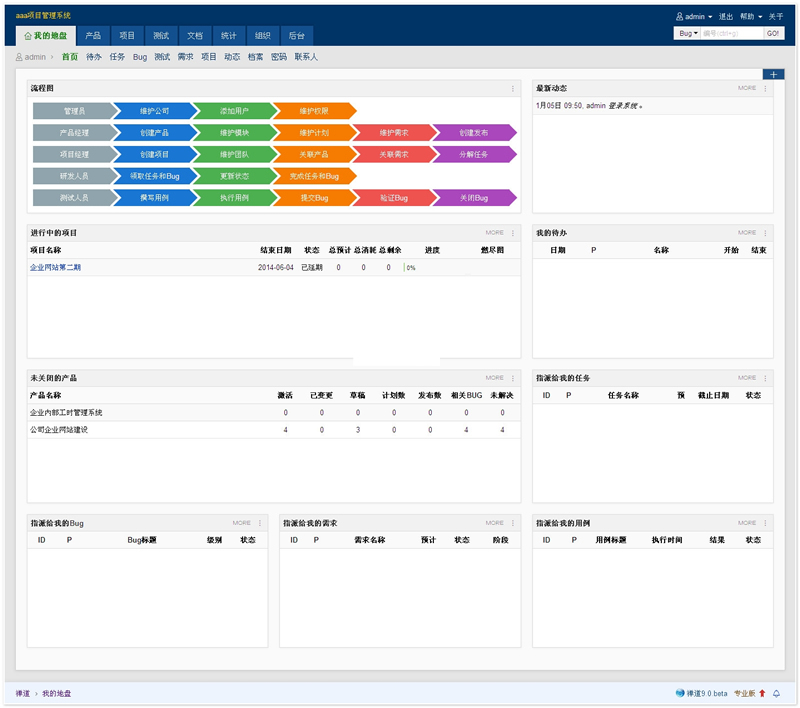 aaa项目管理系统
admin 退出 帮助 关于
我的地盘 产品 项目 测试 文档 统计 组织 后台
Bug 编号(ctrl+g) GO!
admin 首页 待办 任务 Bug 测试 需求 项目 动态 档案 密码 联系人
流程图
管理员 维护公司 添加用户 维护权限
产品经理 创建产品 维护模块 维护计划 维护需求 创建发布
项目经理 创建项目 维护团队 关联产品 关联需求 分解任务
研发人员 领取任务和Bug 更新状态 完成任务和Bug
测试人员 撰写用例 执行用例 提交Bug 验证Bug 关闭Bug
最新动态 MORE
1月05日 09:50, admin 登录系统 。
进行中的项目 MORE
项目名称 结束日期 状态 总预计 总消耗 总剩余 进度 燃尽图
企业网站第二期 2014-06-04 已延期 0 0 0 0%
我的待办 MORE
日期 P 名称 开始 结束
未关闭的产品 MORE
产品名称 激活 已变更 草稿 计划数 发布数 相关BUG 未解决
企业内部工时管理系统 0 0 0 0 0 0 0
公司企业网站建设 4 0 3 0 0 4 4
指派给我的任务 MORE
ID P 任务名称 预 截止日期 状态
指派给我的Bug MORE
ID P Bug标题 级别 状态
指派给我的需求 MORE
ID P 需求名称 预计 状态 阶段
指派给我的用例 MORE
ID P 用例标题 执行时间 结果 状态
禅道 我的地盘
禅道9.0 beta 专业版